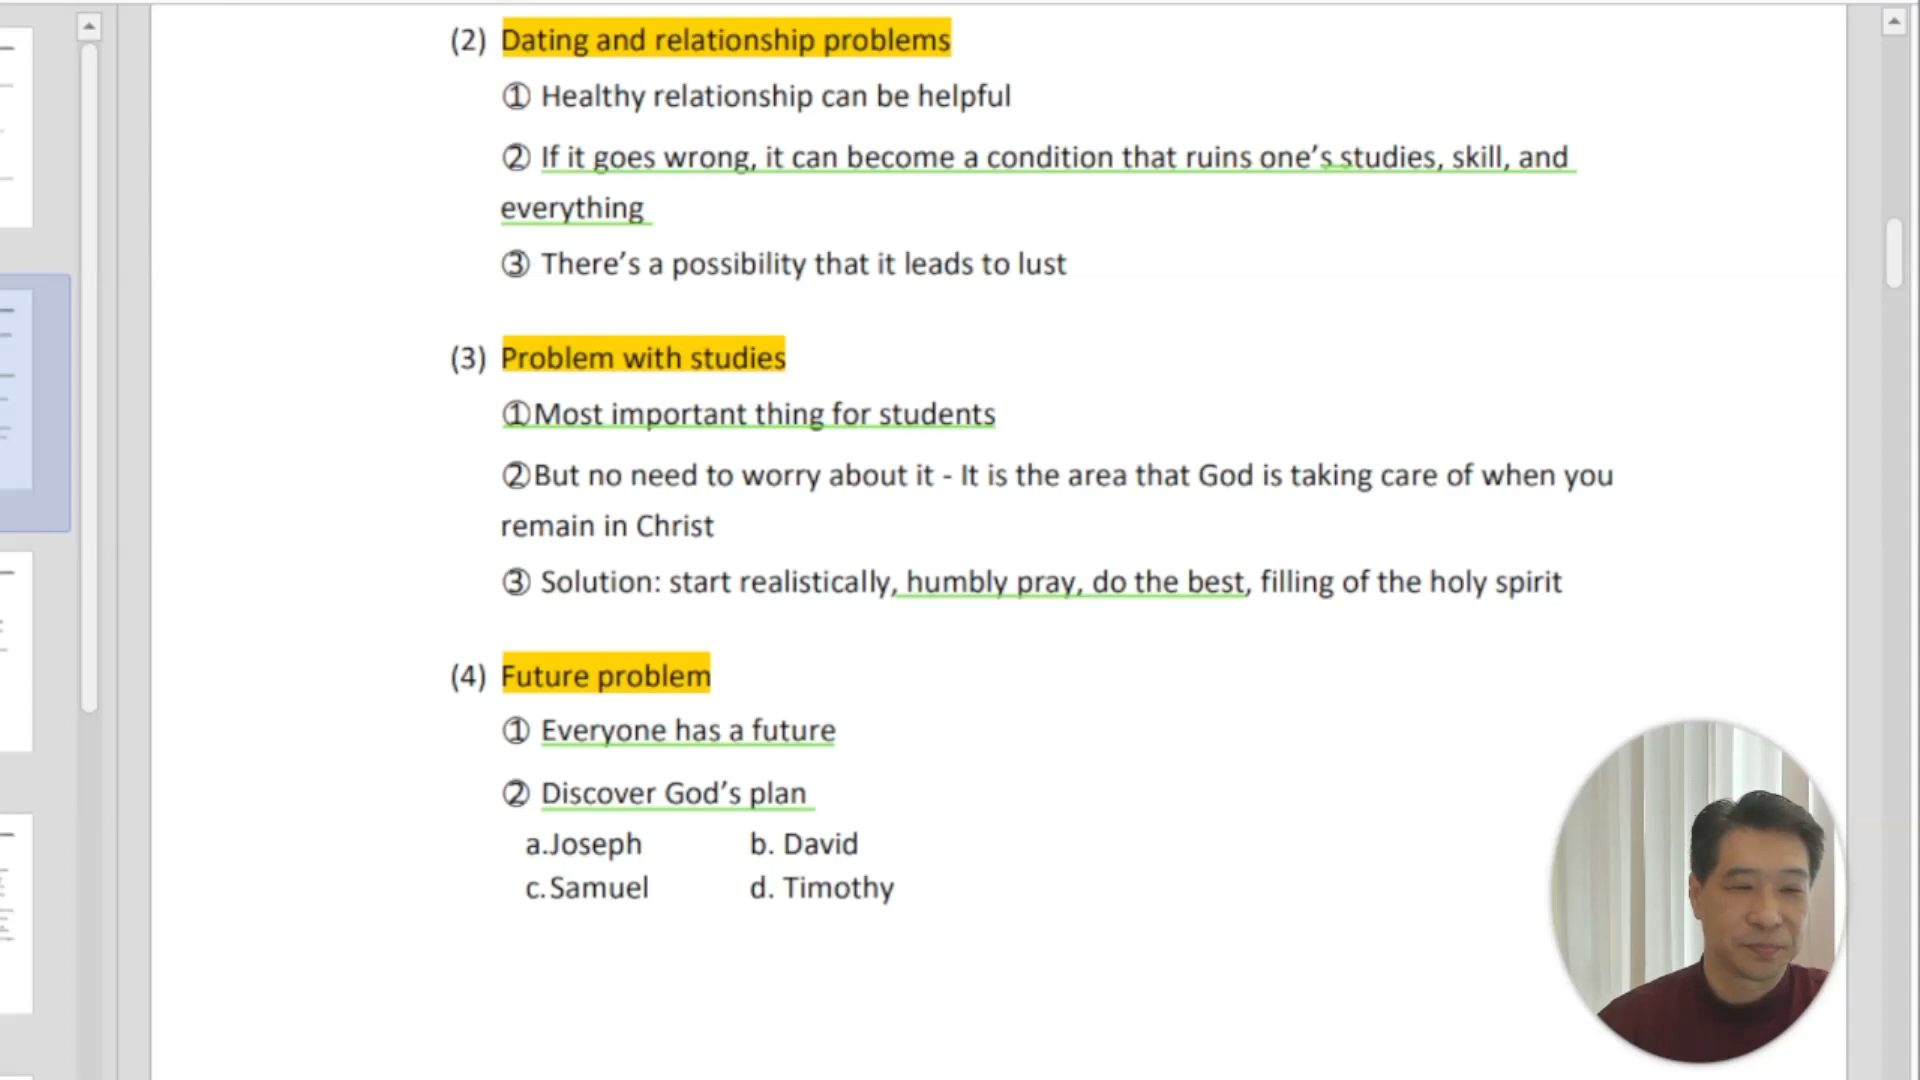 (2) Dating and relationship problems
① Healthy relationship can be helpful
② If it goes wrong, it can become a condition that ruins one’s studies, skill, and
everything
③ There’s a possibility that it leads to lust
(3) Problem with studies
①Most important thing for students
②But no need to worry about it - It is the area that God is taking care of when you
remain in Christ
③ Solution: start realistically, humbly pray, do the best, filling of the holy spirit
(4) Future problem
① Everyone has a future
② Discover God’s plan
a.Joseph b. David
c.Samuel d. Timothy